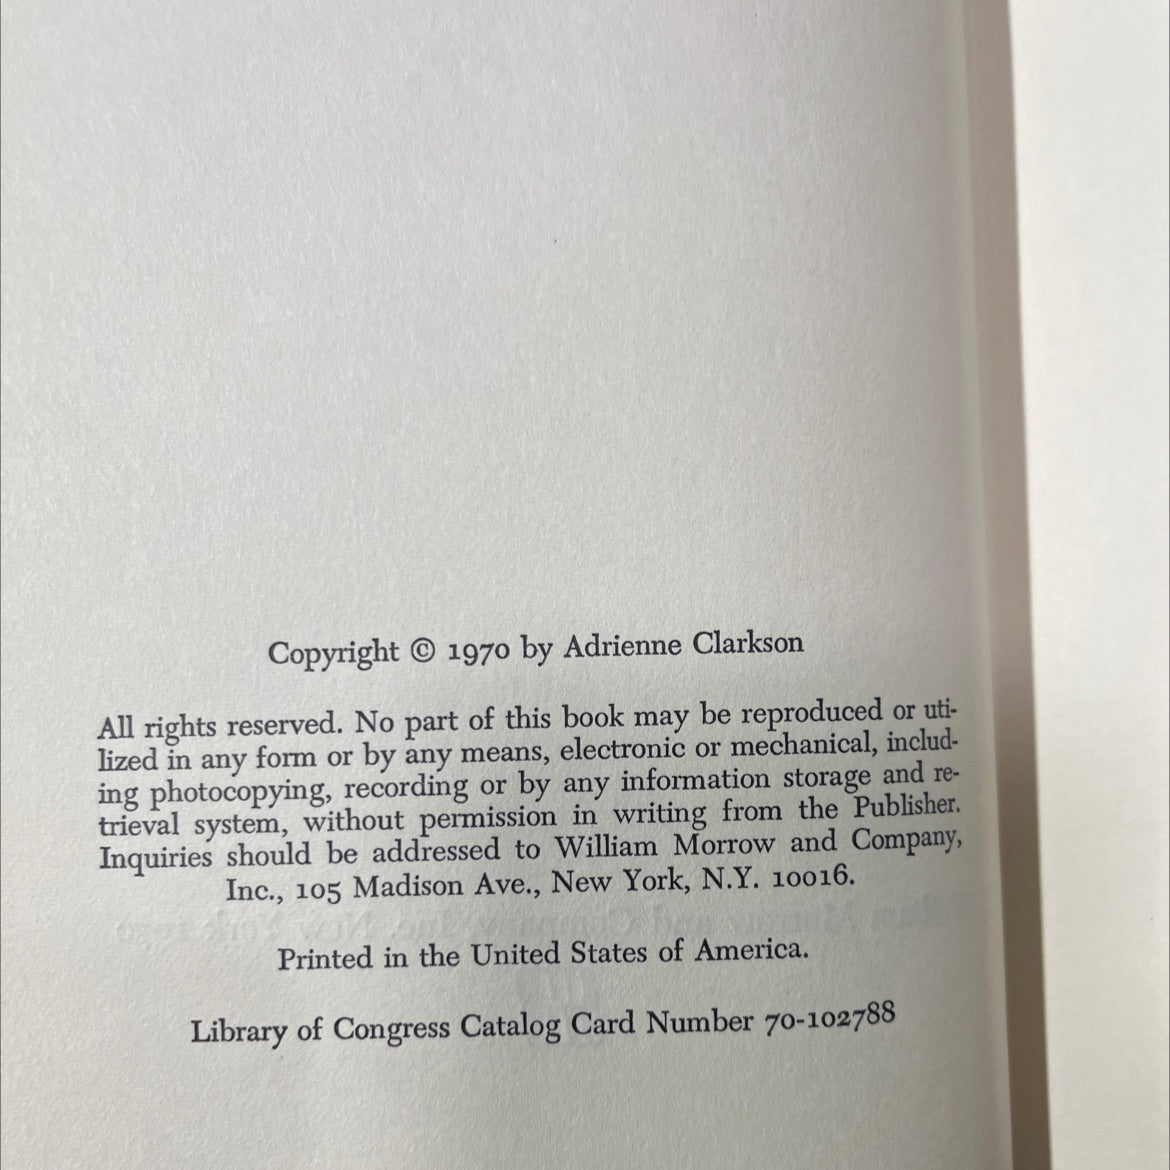 Copyright © 1970 by Adrienne Clarkson
All rights reserved. No part of this book may be reproduced or uti-
lized in any form or by any means, electronic or mechanical, includ-
ing photocopying, recording or by any information storage and re-
trieval system, without permission in writing from the Publisher.
Inquiries should be addressed to William Morrow and Company,
Inc., 105 Madison Ave., New York, N.Y. 10016.
Printed in the United States of America.
Library of Congress Catalog Card Number 70-102788